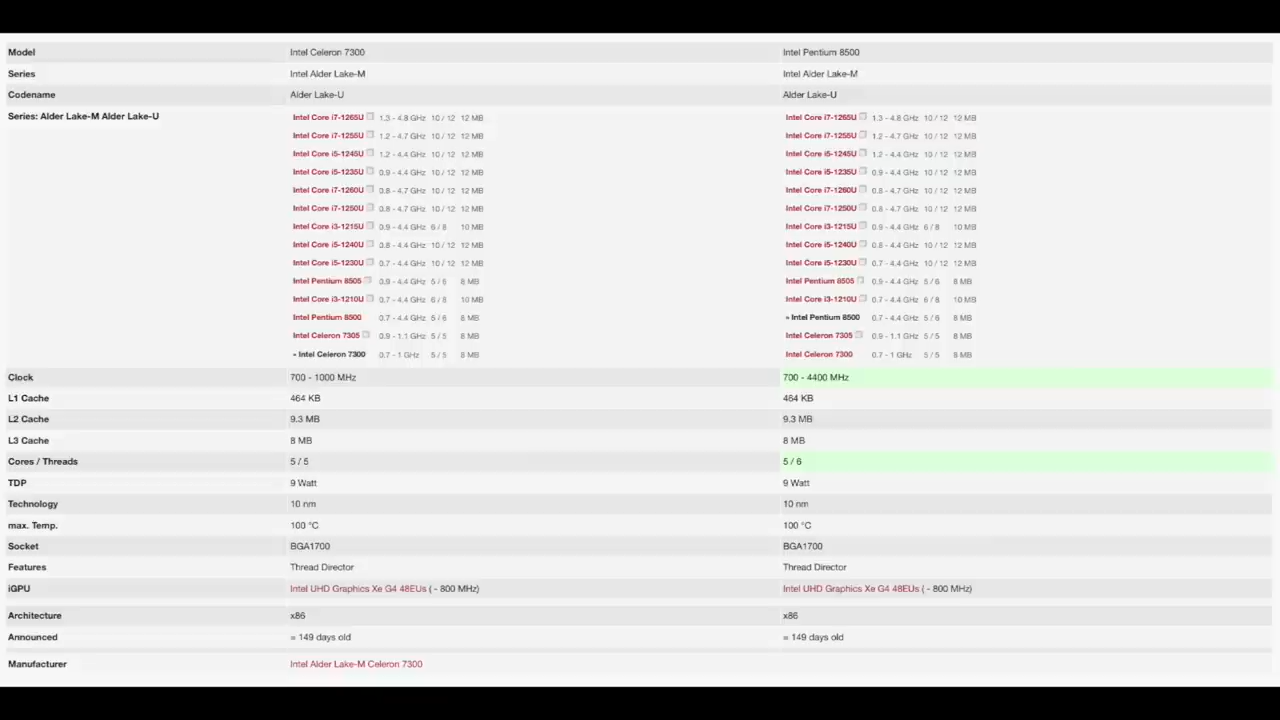 Model Intel Celeron 7300 Intel Pentium 8500
Series Intel Alder Lake-M Intel Alder Lake-M
Codename Alder Lake-U Alder Lake-U
Series: Alder Lake-M Alder Lake-U Intel Core i7-1265U 1.3 - 4.8 GHz 10 / 12 12 MB Intel Core i7-1265U 1.3 - 4.8 GHz 10 / 12 12 MB
Intel Core i7-1255U 1.2 - 4.7 GHz 10 / 12 12 MB Intel Core i7-1255U 1.2 - 4.7 GHz 10 / 12 12 MB
Intel Core i5-1245U 1.2 - 4.4 GHz 10 / 12 12 MB Intel Core i5-1245U 1.2 - 4.4 GHz 10 / 12 12 MB
Intel Core i5-1235U 0.9 - 4.4 GHz 10 / 12 12 MB Intel Core i5-1235U 0.9 - 4.4 GHz 10 / 12 12 MB
Intel Core i7-1260U 0.8 - 4.7 GHz 10 / 12 12 MB Intel Core i7-1260U 0.8 - 4.7 GHz 10 / 12 12 MB
Intel Core i7-1250U 0.8 - 4.7 GHz 10 / 12 12 MB Intel Core i7-1250U 0.8 - 4.7 GHz 10 / 12 12 MB
Intel Core i3-1215U 0.9 - 4.4 GHz 6 / 8 10 MB Intel Core i3-1215U 0.9 - 4.4 GHz 6 / 8 10 MB
Intel Core i5-1240U 0.8 - 4.4 GHz 10 / 12 12 MB Intel Core i5-1240U 0.8 - 4.4 GHz 10 / 12 12 MB
Intel Core i5-1230U 0.7 - 4.4 GHz 10 / 12 12 MB Intel Core i5-1230U 0.7 - 4.4 GHz 10 / 12 12 MB
Intel Pentium 8505 0.9 - 4.4 GHz 5 / 6 8 MB Intel Pentium 8505 0.9 - 4.4 GHz 5 / 6 8 MB
Intel Core i3-1210U 0.7 - 4.4 GHz 6 / 8 10 MB Intel Core i3-1210U 0.7 - 4.4 GHz 6 / 8 10 MB
Intel Pentium 8500 0.7 - 4.4 GHz 5 / 6 8 MB » Intel Pentium 8500 0.7 - 4.4 GHz 5 / 6 8 MB
Intel Celeron 7305 0.9 - 1.1 GHz 5 / 5 8 MB Intel Celeron 7305 0.9 - 1.1 GHz 5 / 5 8 MB
» Intel Celeron 7300 0.7 - 1 GHz 5 / 5 8 MB Intel Celeron 7300 0.7 - 1 GHz 5 / 5 8 MB
Clock 700 - 1000 MHz 700 - 4400 MHz
L1 Cache 464 KB 464 KB
L2 Cache 9.3 MB 9.3 MB
L3 Cache 8 MB 8 MB
Cores / Threads 5 / 5 5 / 6
TDP 9 Watt 9 Watt
Technology 10 nm 10 nm
max. Temp. 100 °C 100 °C
Socket BGA1700 BGA1700
Features Thread Director Thread Director
iGPU Intel UHD Graphics Xe G4 48EUs ( - 800 MHz) Intel UHD Graphics Xe G4 48EUs ( - 800 MHz)
Architecture x86 x86
Announced = 149 days old = 149 days old
Manufacturer Intel Alder Lake-M Celeron 7300